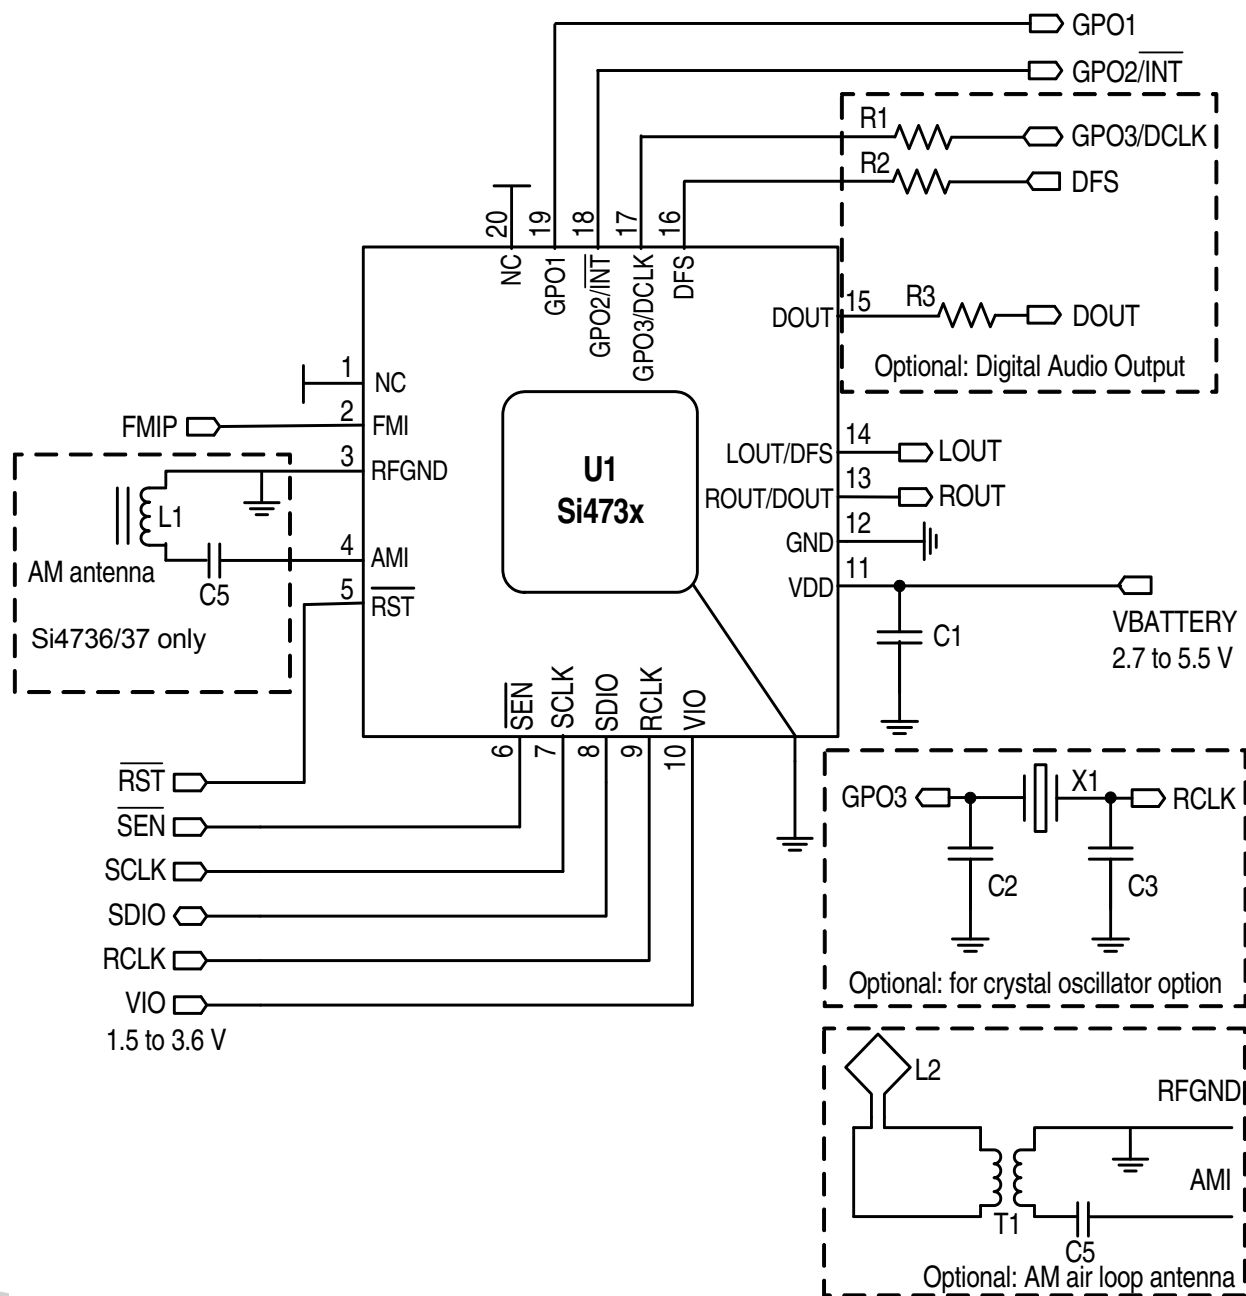 GPO1
GPO2/INT
R1
GPO3/DCLK
R2
DFS
20
19
18
17
16
NC
GPO1
GPO2/INT
GPO3/DCLK
DFS
DOUT
15
R3
DOUT
Optional: Digital Audio Output
1
NC
FMIP
2
FMI
3
RFGND
L1
AM antenna
C5
4
AMI
5
RST
Si4736/37 only
U1
Si473x
LOUT/DFS
14
LOUT
ROUT/DOUT
13
ROUT
GND
12
VDD
11
C1
VBATTERY
2.7 to 5.5 V
SEN
SCLK
SDIO
RCLK
VIO
6
7
8
9
10
RST
SEN
SCLK
SDIO
RCLK
VIO
1.5 to 3.6 V
GPO3
X1
RCLK
C2
C3
Optional: for crystal oscillator option
L2
RFGND
AMI
T1
C5
Optional: AM air loop antenna